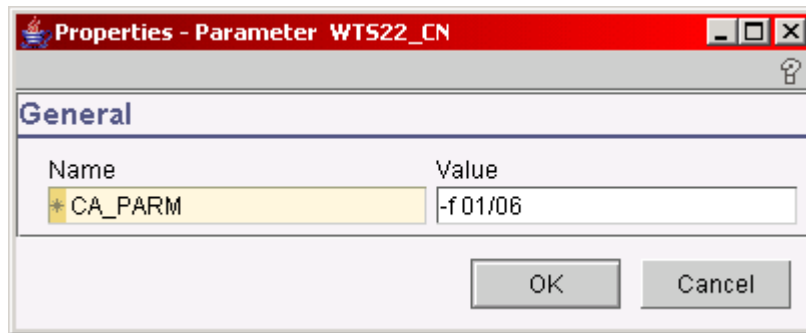 Properties - Parameter WTS22_CN
General
Name Value
* CA_PARM -f 01/06
OK Cancel